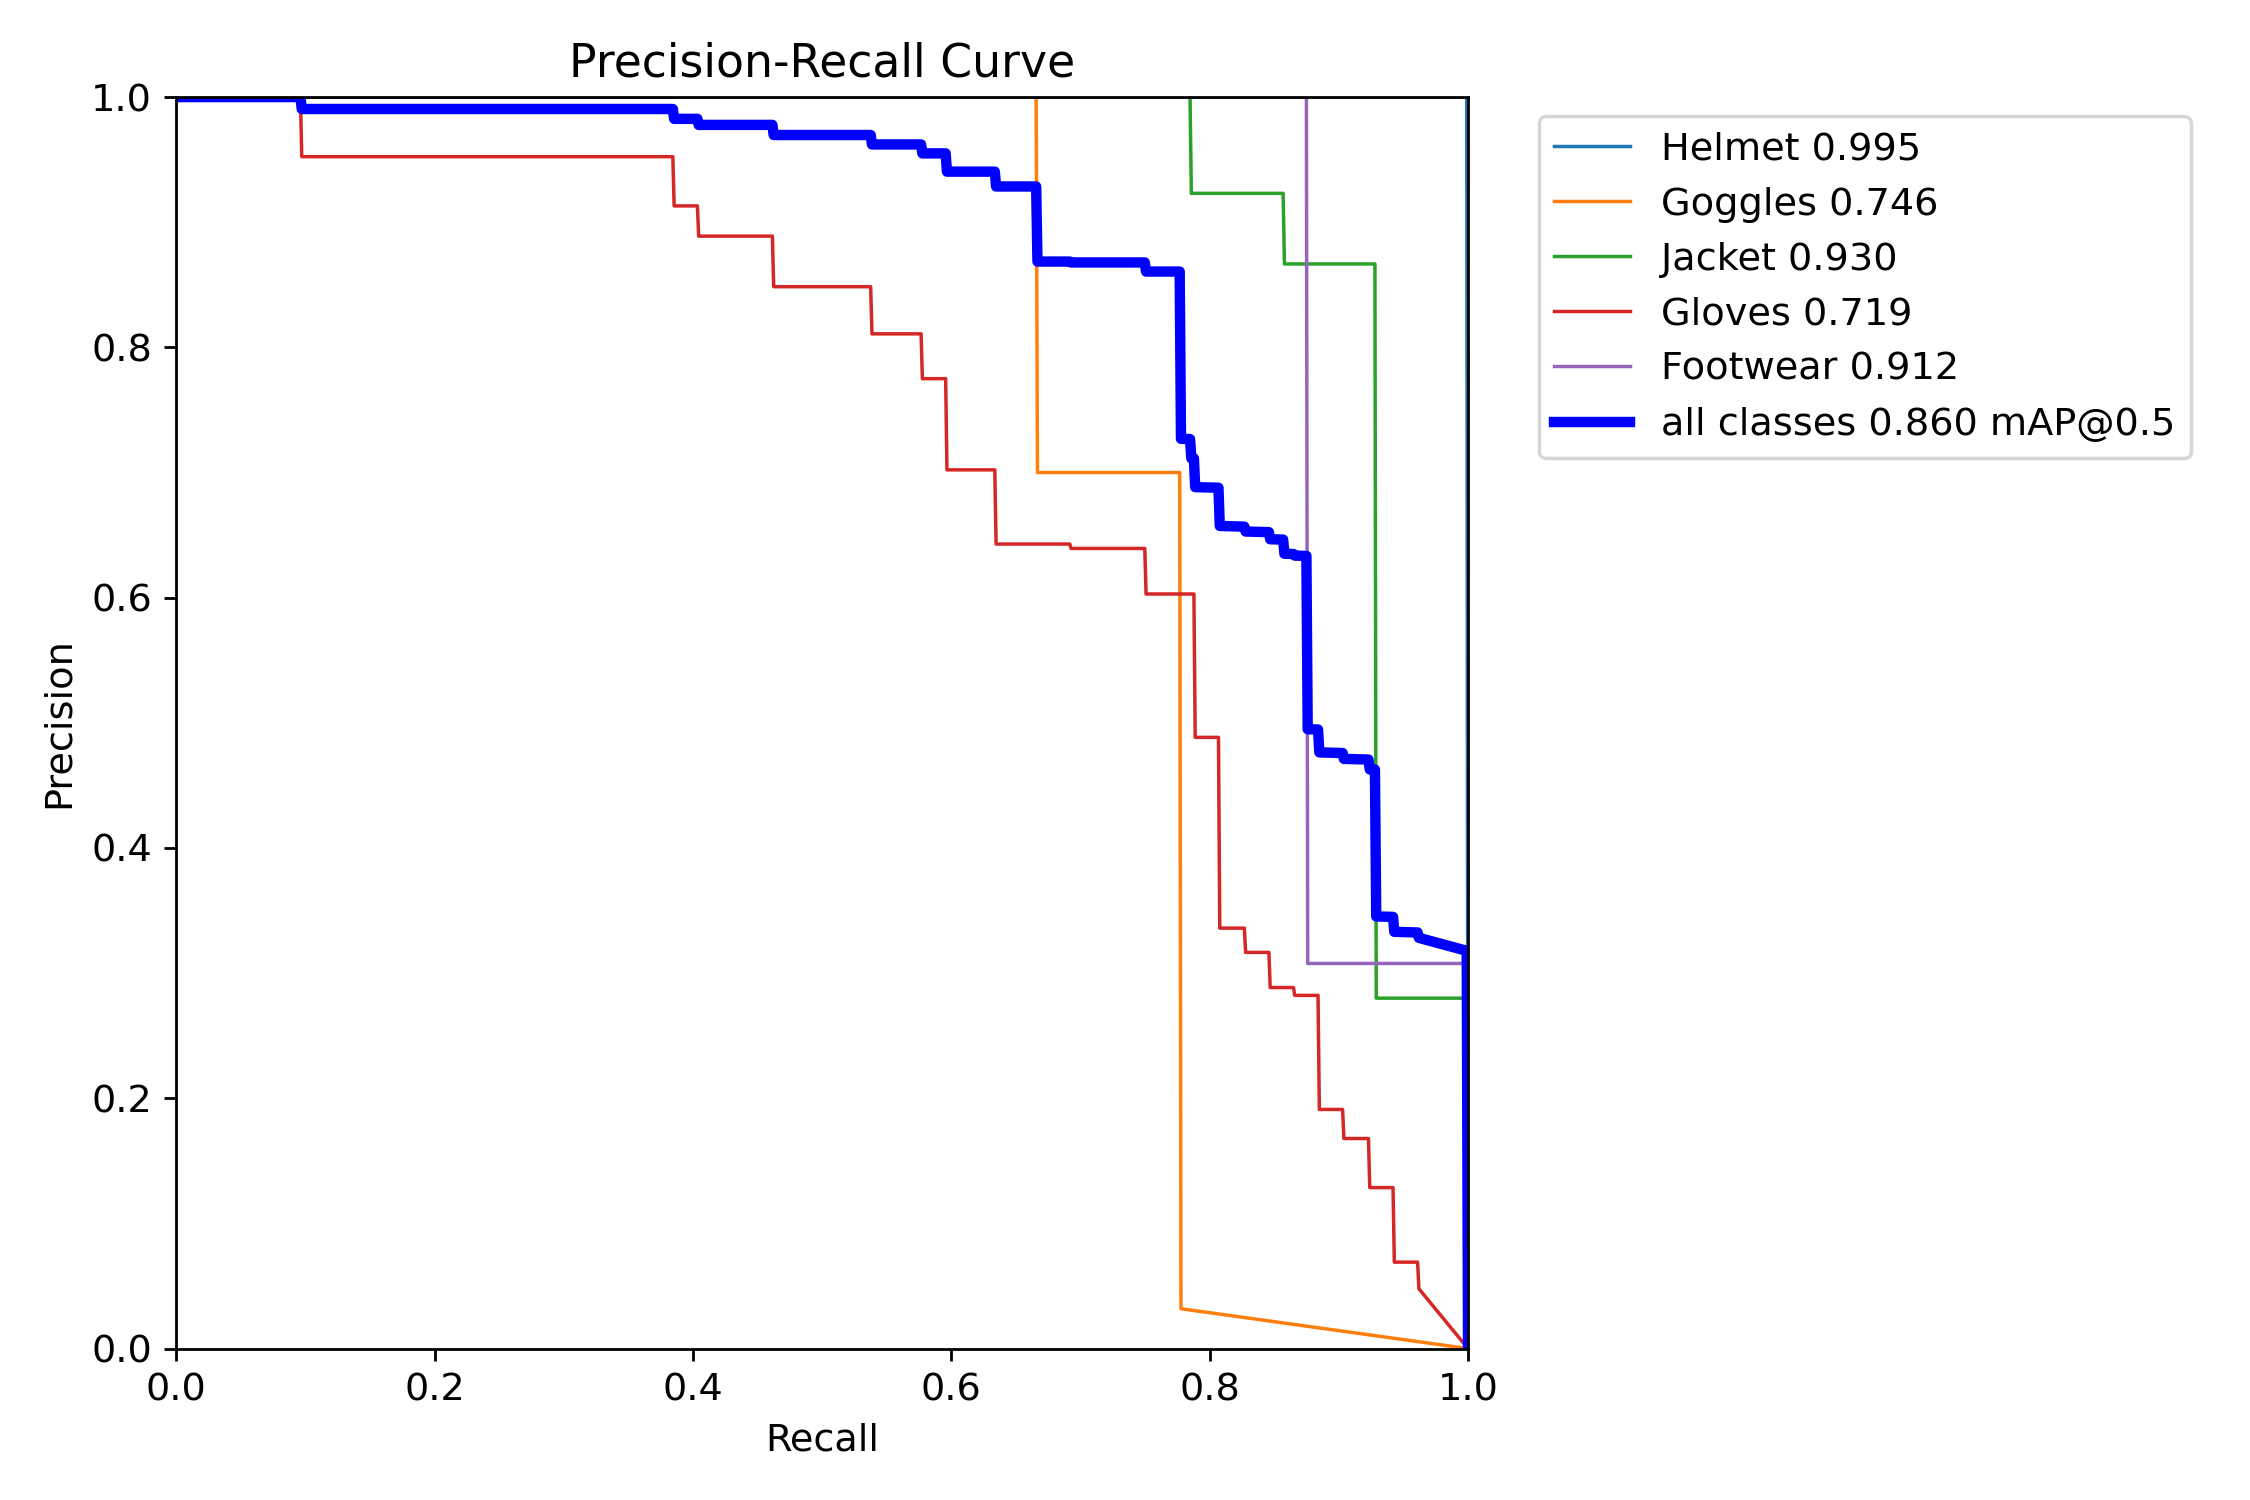 Precision-Recall Curve
1.0
0.8
0.6
0.4
0.2
0.0
Precision
0.0 0.2 0.4 0.6 0.8 1.0
Recall
Helmet 0.995
Goggles 0.746
Jacket 0.930
Gloves 0.719
Footwear 0.912
all classes 0.860 mAP@0.5